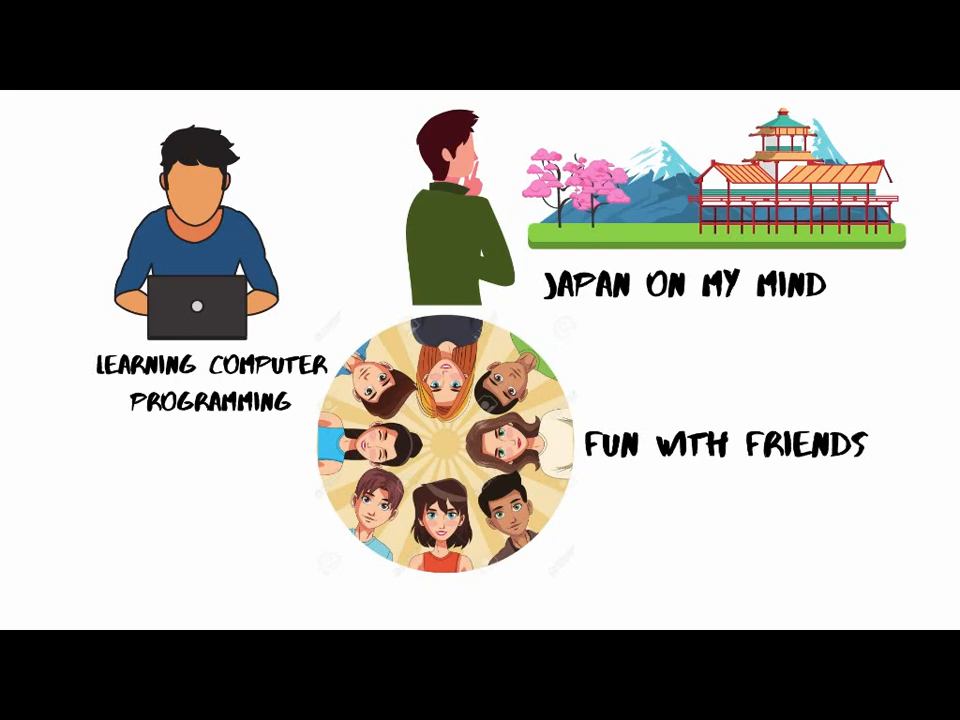 JAPAN ON MY MIND
LEARNING COMPUTER
PROGRAMMING
FUN WITH FRIENDS